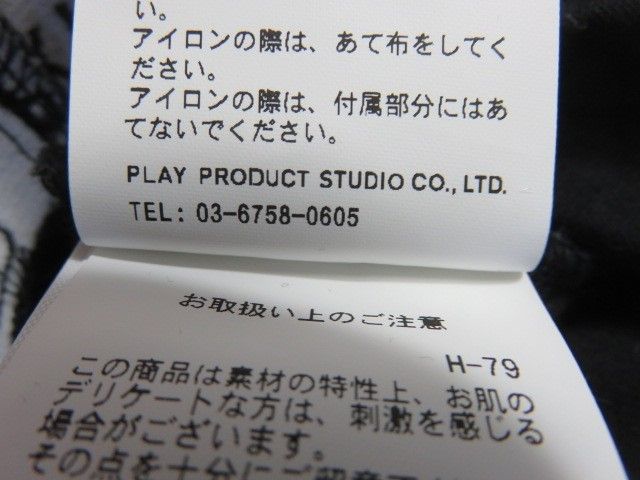 い。
アイロンの際は、あて布をしてく
ださい。
アイロンの際は、付属部分にはあ
てないでください。
PLAY PRODUCT STUDIO CO., LTD.
TEL: 03-6758-0605
お取扱い上のご注意
H-79
この商品は素材の特性上、お肌の
デリケートな方は、刺激を感じる
場合がございます。
その点を十分にご